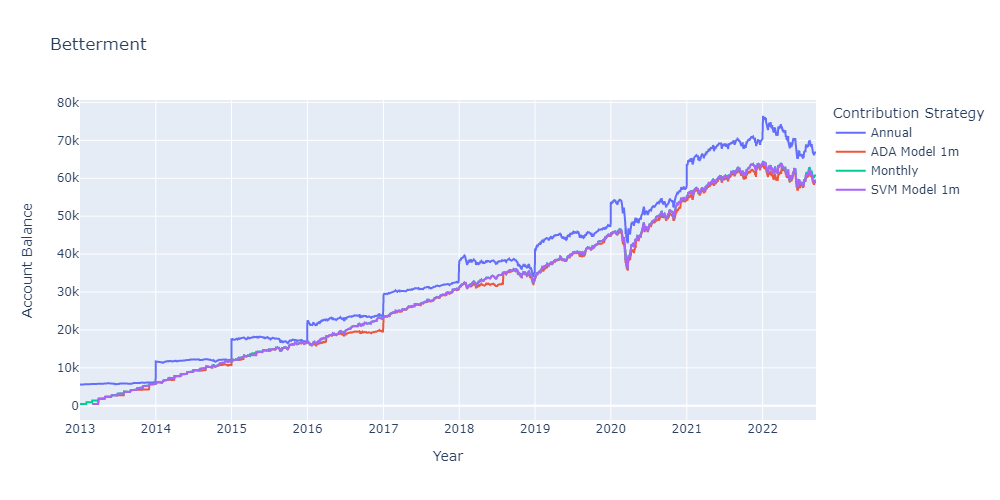 Betterment
Contribution Strategy
Annual
ADA Model 1m
Monthly
SVM Model 1m
Account Balance
80k
70k
60k
50k
40k
30k
20k
10k
0
2013 2014 2015 2016 2017 2018 2019 2020 2021 2022
Year